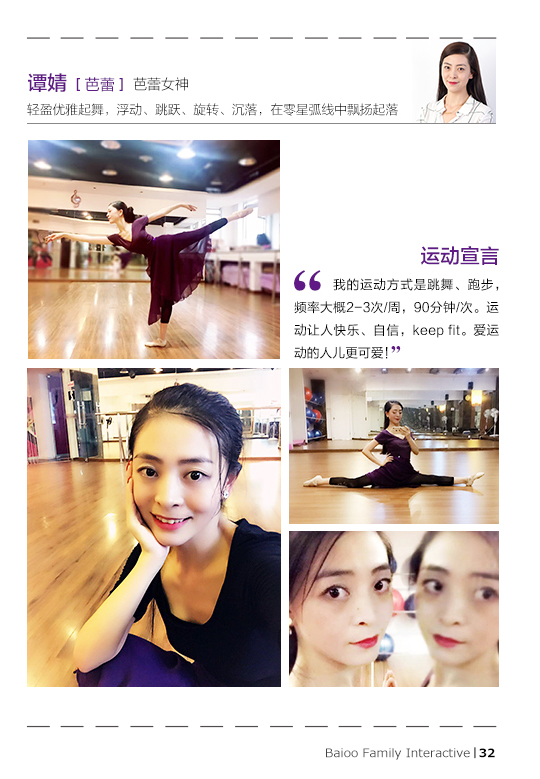 谭婧 [ 芭蕾 ] 芭蕾女神
轻盈优雅起舞，浮动、跳跃、旋转、沉落，在零星弧线中飘扬起落
运动宣言
“ 我的运动方式是跳舞、跑步，
频率大概2-3次/周，90分钟/次。运
动让人快乐、自信，keep fit。爱运
动的人儿更可爱！”
Baioo Family Interactive | 32